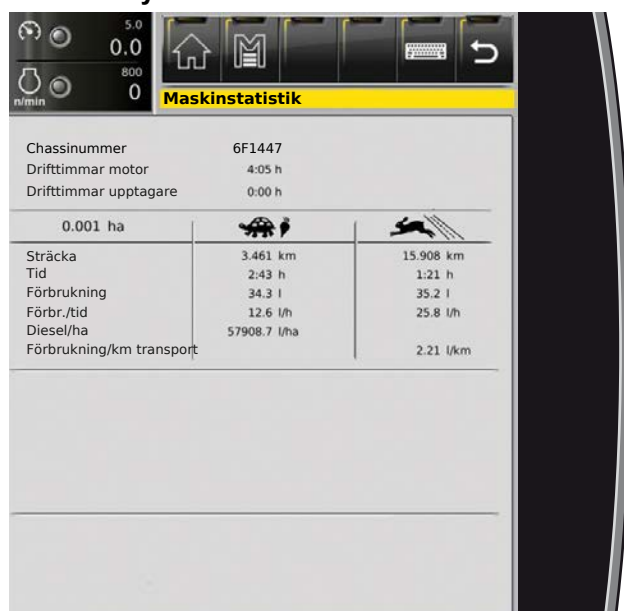 5.0
0.0
800
n/min 0
Maskinstatistik
Chassinummer 6F1447
Drifttimmar motor 4:05 h
Drifttimmar upptagare 0:00 h
0.001 ha
Sträcka 3.461 km 15.908 km
Tid 2:43 h 1:21 h
Förbrukning 34.3 l 35.2 l
Förbr./tid 12.6 l/h 25.8 l/h
Diesel/ha 57908.7 l/ha
Förbrukning/km transport 2.21 l/km